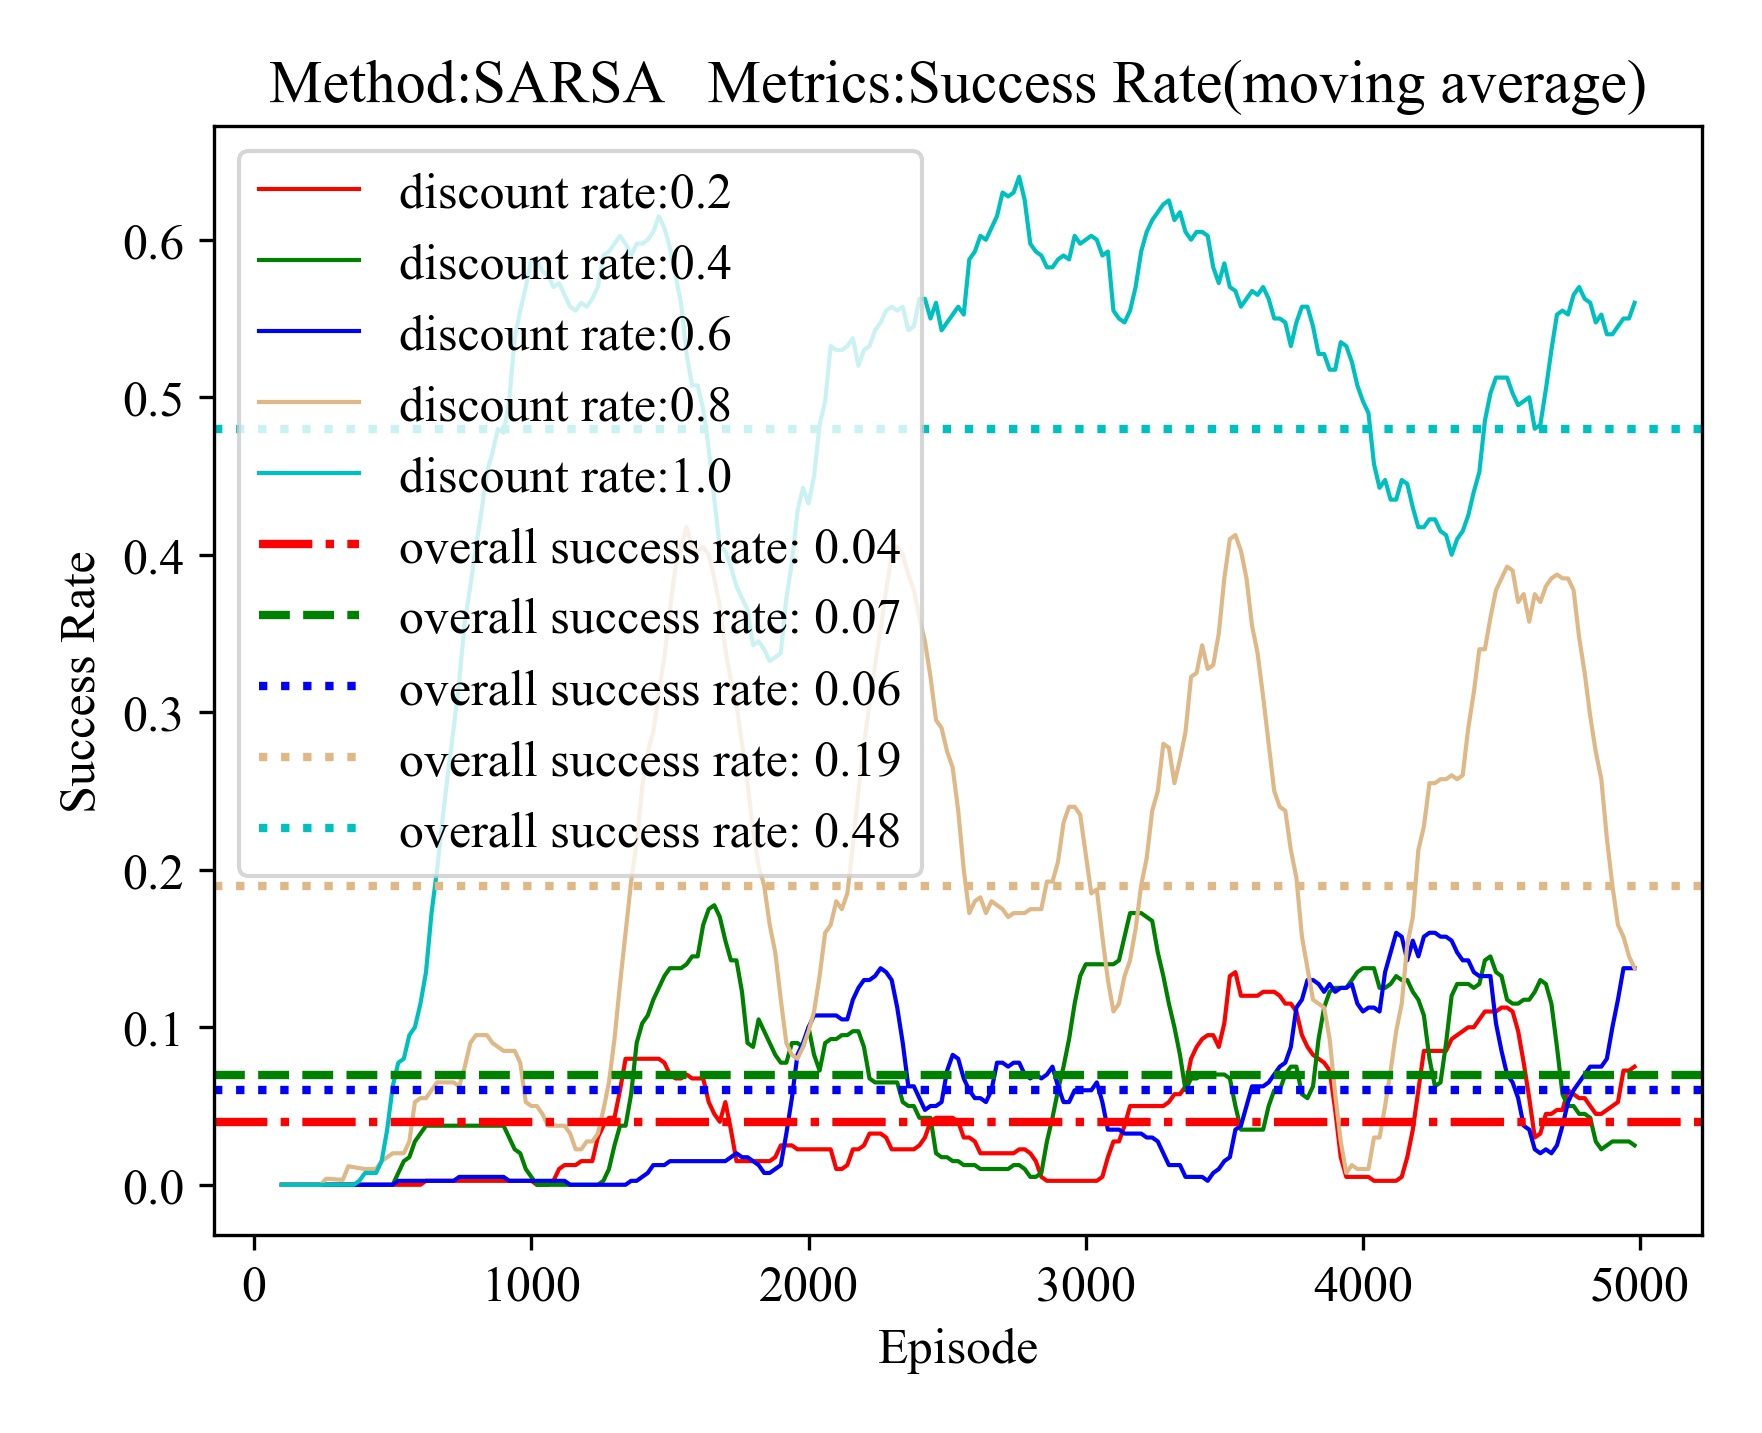 Method:SARSA   Metrics:Success Rate(moving average)
discount rate:0.2
discount rate:0.4
discount rate:0.6
discount rate:0.8
discount rate:1.0
overall success rate: 0.04
overall success rate: 0.07
overall success rate: 0.06
overall success rate: 0.19
overall success rate: 0.48
Success Rate
0.6
0.5
0.4
0.3
0.2
0.1
0.0
0 1000 2000 3000 4000 5000
Episode